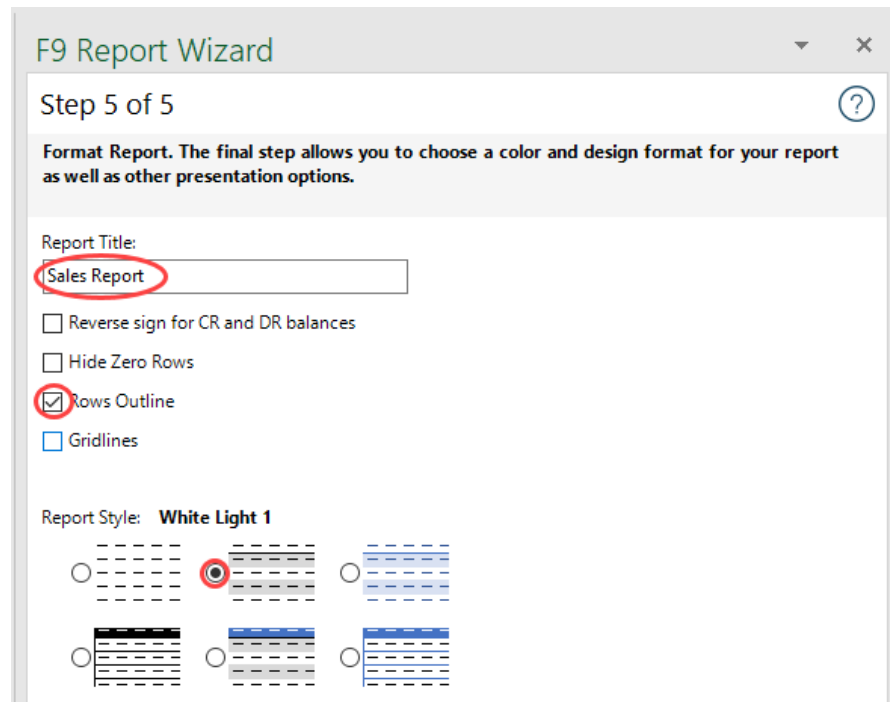 F9 Report Wizard
Step 5 of 5
Format Report. The final step allows you to choose a color and design format for your report
as well as other presentation options.
Report Title:
Sales Report
Reverse sign for CR and DR balances
Hide Zero Rows
Rows Outline
Gridlines
Report Style: White Light 1